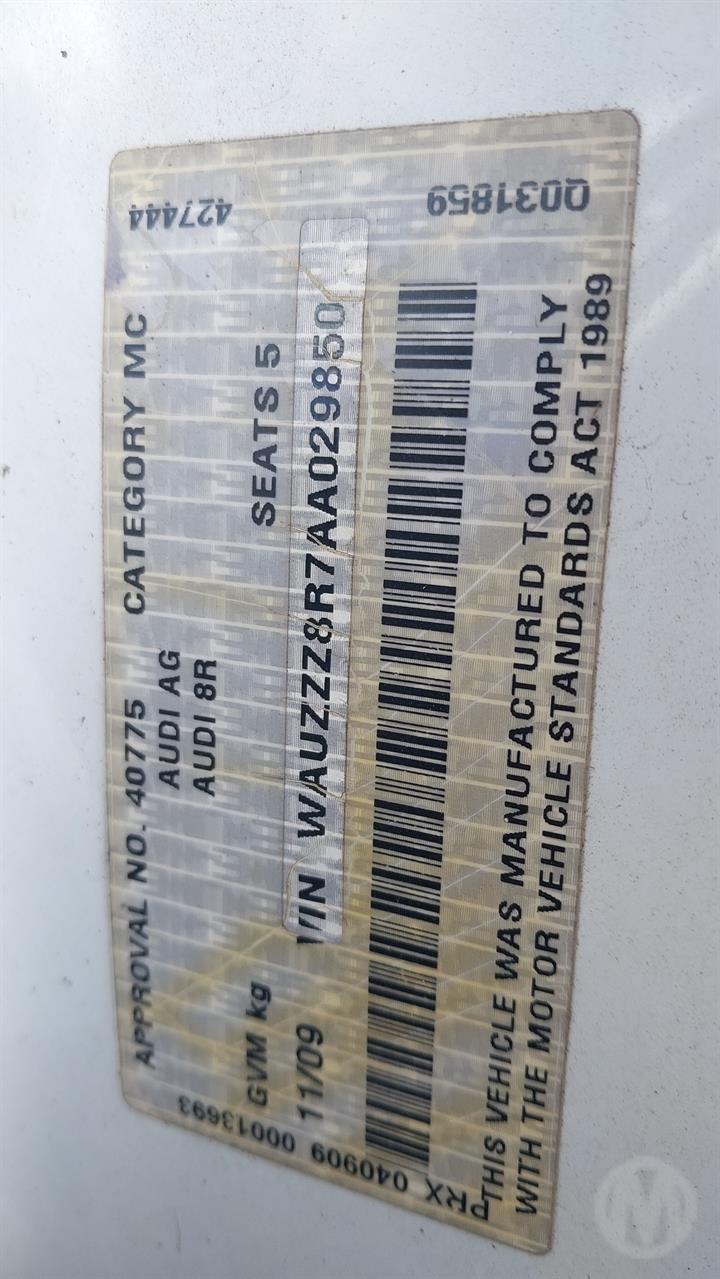 427444
Q031859
APPROVAL NO. 40775 CATEGORY MC
AUDI AG
AUDI 8R
GVM kg SEATS 5
11/09 VIN WAUZZZ8R7AA029850
THIS VEHICLE WAS MANUFACTURED TO COMPLY
WITH THE MOTOR VEHICLE STANDARDS ACT 1989
PRX 040909 00013693
M